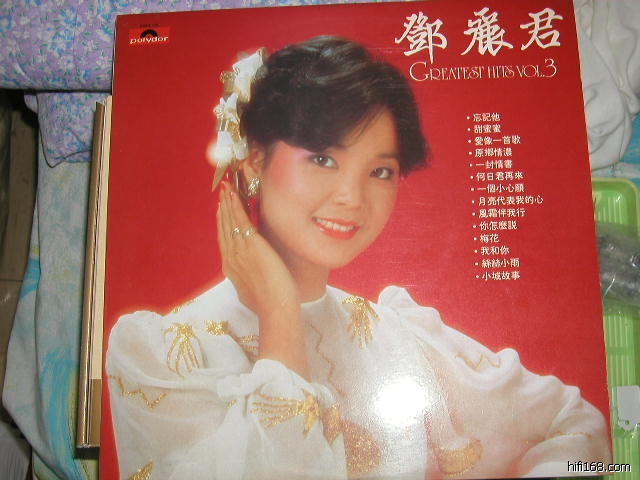 polydor
鄧麗君
GREATEST HITS VOL.3
・忘記他
・甜蜜蜜
・愛像一首歌
・原鄉情濃
・一封情書
・何日君再來
・一個小心願
・月亮代表我的心
・風霜伴我行
・你怎麼説
・梅花
・我和你
・絲絲小雨
・小城故事
hifi168.com